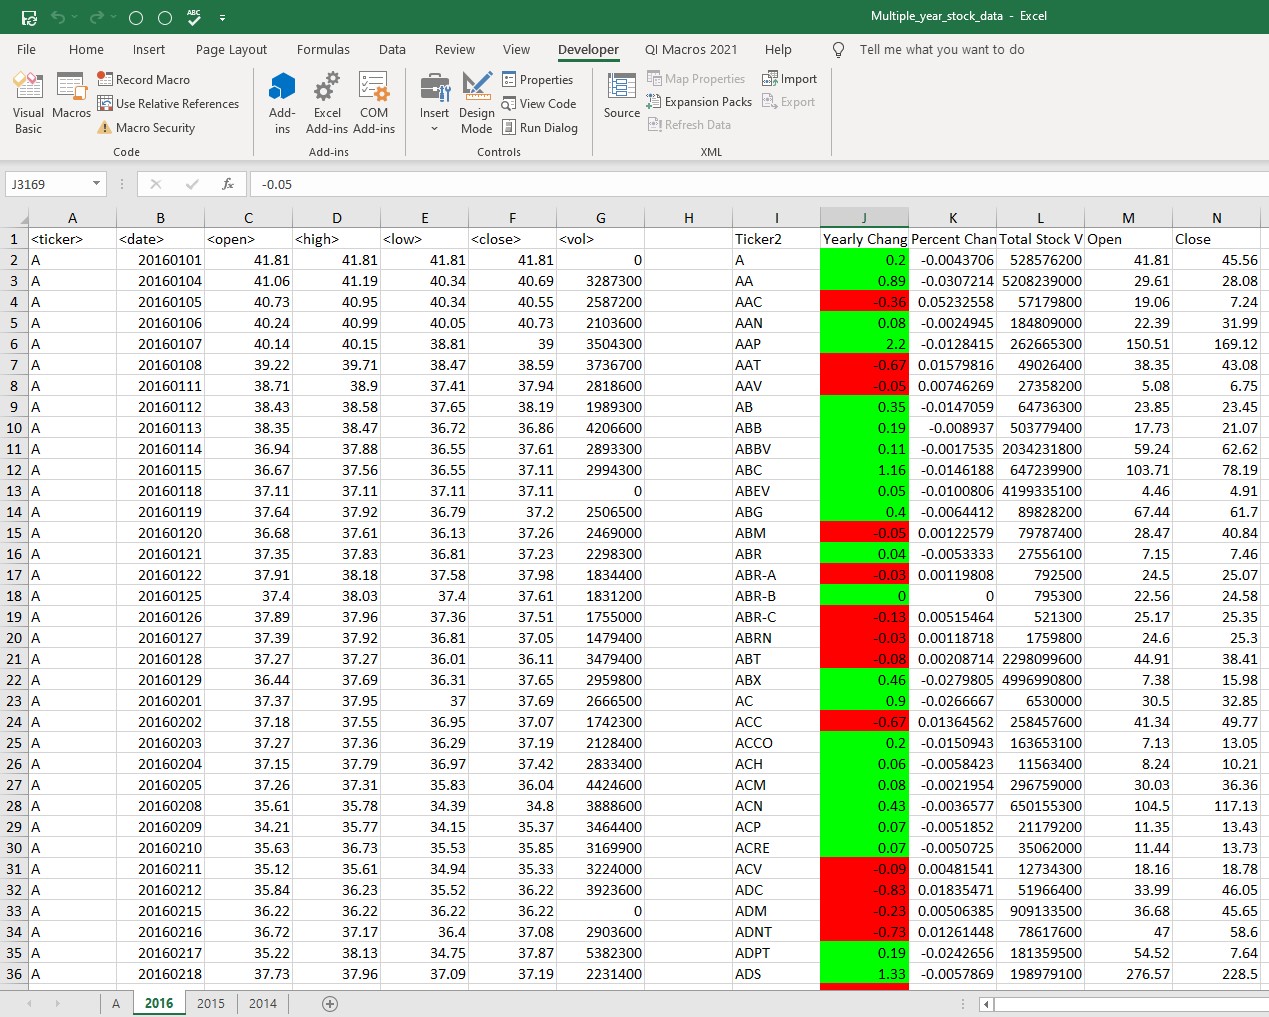 ABC
Multiple_year_stock_data - Excel
File Home Insert Page Layout Formulas Data Review View Developer QI Macros 2021 Help Tell me what you want to do
Visual Basic
Macros
Record Macro
Use Relative References
Macro Security
Code
Add-ins
Excel Add-ins
COM Add-ins
Add-ins
Insert
Design Mode
Properties
View Code
Run Dialog
Controls
Source
Map Properties
Expansion Packs
Refresh Data
Import
Export
XML
J3169 fx -0.05
A B C D E F G H I J K L M N
1 <ticker> <date> <open> <high> <low> <close> <vol> Ticker2 Yearly Chang Percent Chan Total Stock V Open Close
2 A 20160101 41.81 41.81 41.81 41.81 0 A 0.2 -0.0043706 528576200 41.81 45.56
3 A 20160104 41.06 41.19 40.34 40.69 3287300 AA 0.89 -0.0307214 5208239000 29.61 28.08
4 A 20160105 40.73 40.95 40.34 40.55 2587200 AAC -0.36 0.05232558 57179800 19.06 7.24
5 A 20160106 40.24 40.99 40.05 40.73 2103600 AAN 0.08 -0.0024945 184809000 22.39 31.99
6 A 20160107 40.14 40.15 38.81 39 3504300 AAP 2.2 -0.0128415 262665300 150.51 169.12
7 A 20160108 39.22 39.71 38.47 38.59 3736700 AAT -0.67 0.01579816 49026400 38.35 43.08
8 A 20160111 38.71 38.9 37.41 37.94 2818600 AAV -0.05 0.00746269 27358200 5.08 6.75
9 A 20160112 38.43 38.58 37.65 38.19 1989300 AB 0.35 -0.0147059 64736300 23.85 23.45
10 A 20160113 38.35 38.47 36.72 36.86 4206600 ABB 0.19 -0.008937 503779400 17.73 21.07
11 A 20160114 36.94 37.88 36.55 37.61 2893300 ABBV 0.11 -0.0017535 2034231800 59.24 62.62
12 A 20160115 36.67 37.56 36.55 37.11 2994300 ABC 1.16 -0.0146188 647239900 103.71 78.19
13 A 20160118 37.11 37.11 37.11 37.11 0 ABEV 0.05 -0.0100806 4199335100 4.46 4.91
14 A 20160119 37.64 37.92 36.79 37.2 2506500 ABG 0.4 -0.0064412 89828200 67.44 61.7
15 A 20160120 36.68 37.61 36.13 37.26 2469000 ABM -0.05 0.00122579 79787400 28.47 40.84
16 A 20160121 37.35 37.83 36.81 37.23 2298300 ABR 0.04 -0.0053333 27556100 7.15 7.46
17 A 20160122 37.91 38.18 37.58 37.98 1834400 ABR-A -0.03 0.00119808 792500 24.5 25.07
18 A 20160125 37.4 38.03 37.4 37.61 1831200 ABR-B 0 0 795300 22.56 24.58
19 A 20160126 37.89 37.96 37.36 37.51 1755000 ABR-C -0.13 0.00515464 521300 25.17 25.35
20 A 20160127 37.39 37.92 36.81 37.05 1479400 ABRN -0.03 0.00118718 1759800 24.6 25.3
21 A 20160128 37.27 37.27 36.01 36.11 3479400 ABT -0.08 0.00208714 2298099600 44.91 38.41
22 A 20160129 36.44 37.69 36.31 37.65 2959800 ABX 0.46 -0.0279805 4996990800 7.38 15.98
23 A 20160201 37.37 37.95 37 37.69 2666500 AC 0.9 -0.0266667 6530000 30.5 32.85
24 A 20160202 37.18 37.55 36.95 37.07 1742300 ACC -0.67 0.01364562 258457600 41.34 49.77
25 A 20160203 37.27 37.36 36.29 37.19 2128400 ACCO 0.2 -0.0150943 163653100 7.13 13.05
26 A 20160204 37.15 37.79 36.97 37.42 2833400 ACH 0.06 -0.0058423 11563400 8.24 10.21
27 A 20160205 37.26 37.31 35.83 36.04 4424600 ACM 0.08 -0.0021954 296759000 30.03 36.36
28 A 20160208 35.61 35.78 34.39 34.8 3888600 ACN 0.43 -0.0036577 650155300 104.5 117.13
29 A 20160209 34.21 35.77 34.15 35.37 3464400 ACP 0.07 -0.0051852 21179200 11.35 13.43
30 A 20160210 35.63 36.73 35.53 35.85 3169900 ACRE 0.07 -0.0050725 35062000 11.44 13.73
31 A 20160211 35.12 35.61 34.94 35.33 3224000 ACV -0.09 0.00481541 12734300 18.16 18.78
32 A 20160212 35.84 36.23 35.52 36.22 3923600 ADC -0.83 0.01835471 51966400 33.99 46.05
33 A 20160215 36.22 36.22 36.22 36.22 0 ADM -0.23 0.00506385 909133500 36.68 45.65
34 A 20160216 36.72 37.17 36.4 37.08 2903600 ADNT -0.73 0.01261448 78617600 47 58.6
35 A 20160217 35.22 38.13 34.75 37.87 5382300 ADPT 0.19 -0.0242656 181359500 54.52 7.64
36 A 20160218 37.73 37.96 37.09 37.19 2231400 ADS 1.33 -0.0057869 198979100 276.57 228.5
A 2016 2015 2014